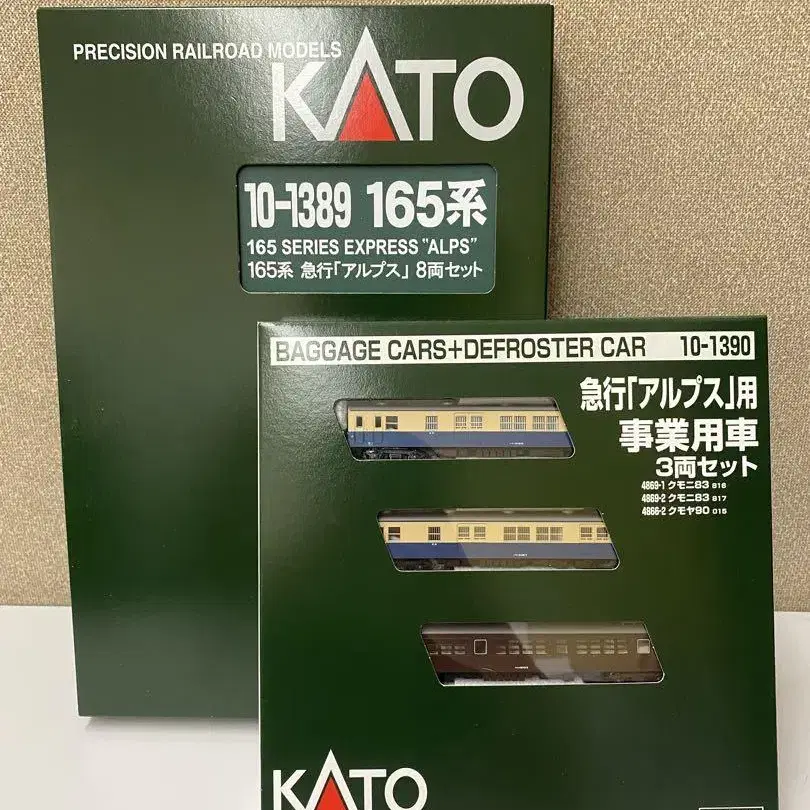 PRECISION RAILROAD MODELS
KATO
10-1389 165系
165 SERIES EXPRESS "ALPS"
165系 急行「アルプス」 8両セット
BAGGAGE CARS+DEFROSTER CAR 10-1390
急行「アルプス」用
事業用車
3両セット
4869-1 クモニ83 816
4869-2 クモニ83 817
4866-2 クモヤ90 015
KATO